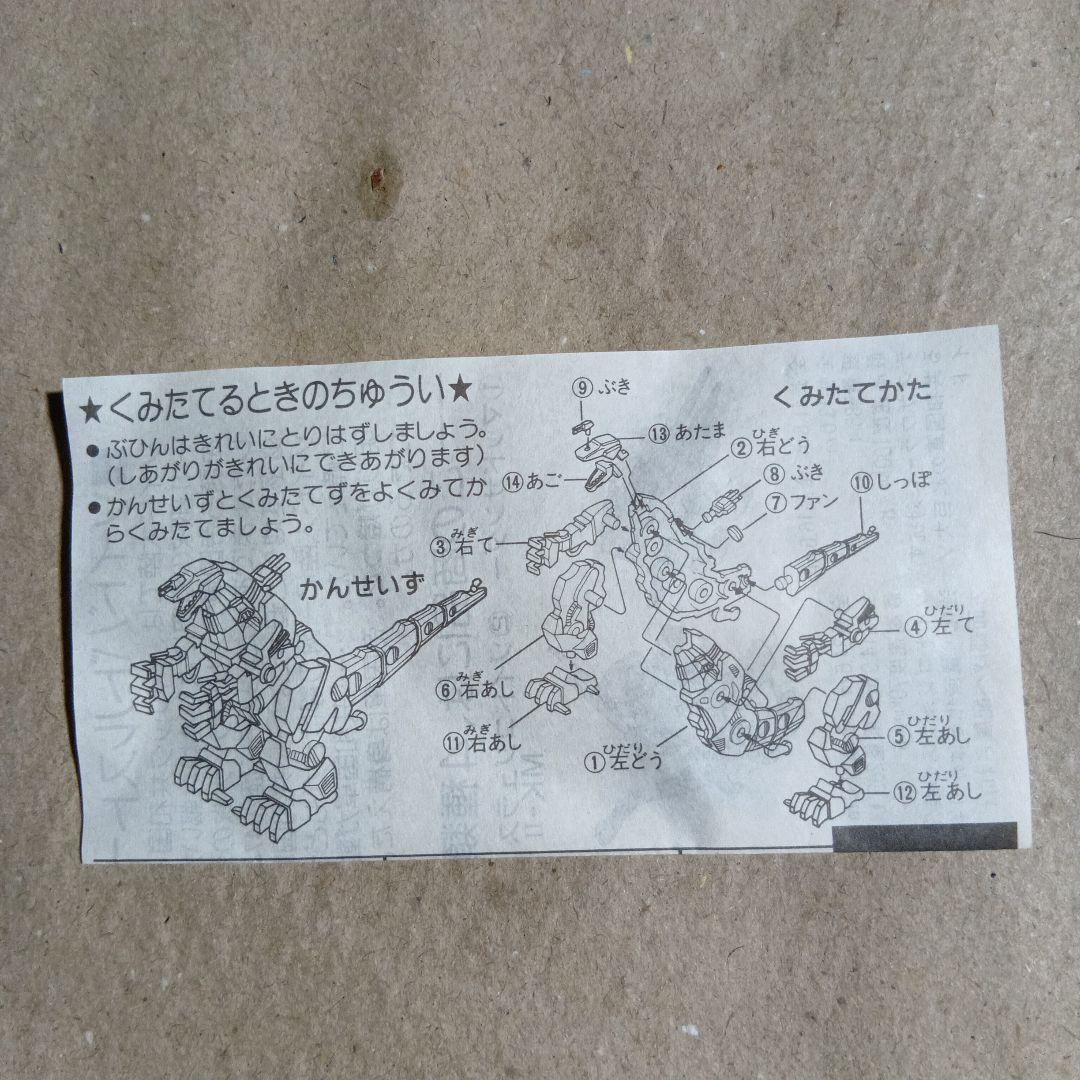 ★くみたてるときのちゅうい★
●ぶひんはきれいにとりはずしましょう。
(しあがりがきれいにできあがります)
●かんせいずとくみたてずをよくみてか
らくみたてましょう。
かんせいず
くみたてかた
⑨ぶき
⑬あたま
ひぎ
②右どう
⑧ぶき
⑭あご
⑦ファン
⑩しっぽ
みぎ
③右て
ひだり
④左て
みぎ
⑥右あし
ひだり
⑤左あし
みぎ
⑪右あし
ひだり
①左どう
ひだり
⑫左あし